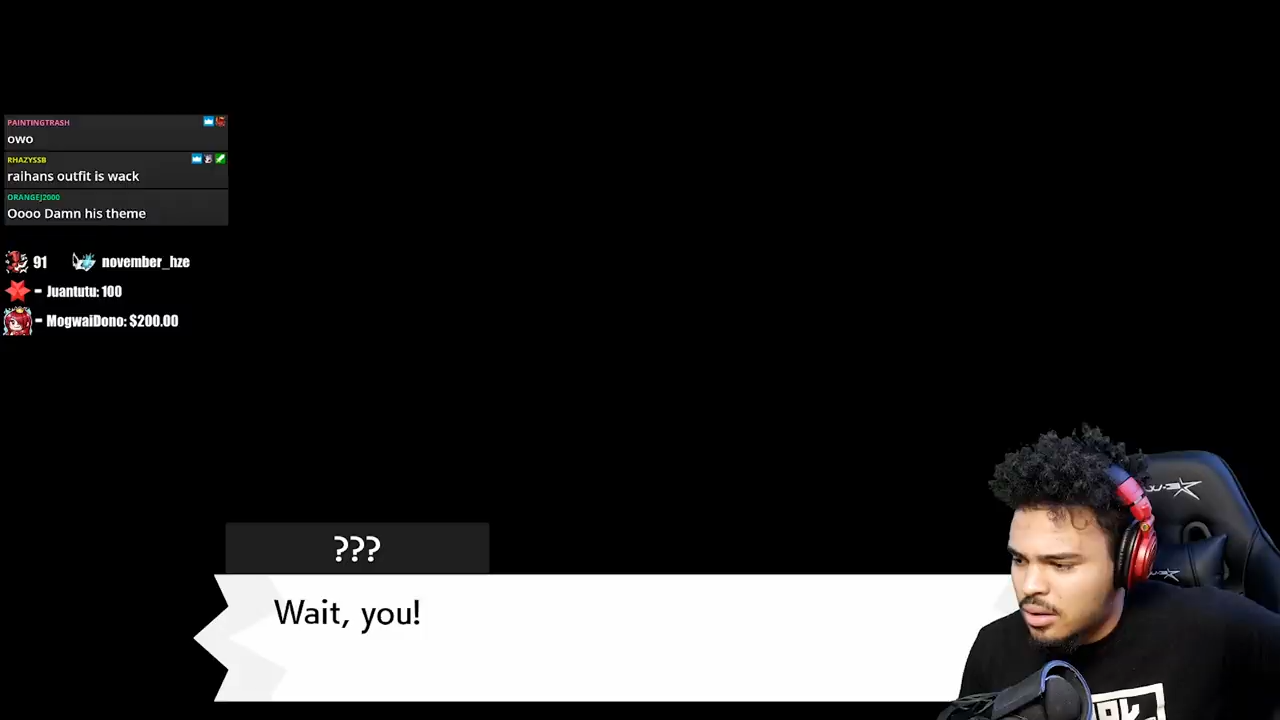 PAINTINGTRASH
owo
RHAZYSSB
raihans outfit is wack
ORANGEJ2000
Oooo Damn his theme
91 november_hze
- Juantutu: 100
- MogwaiDono: $200.00
???
Wait, you!